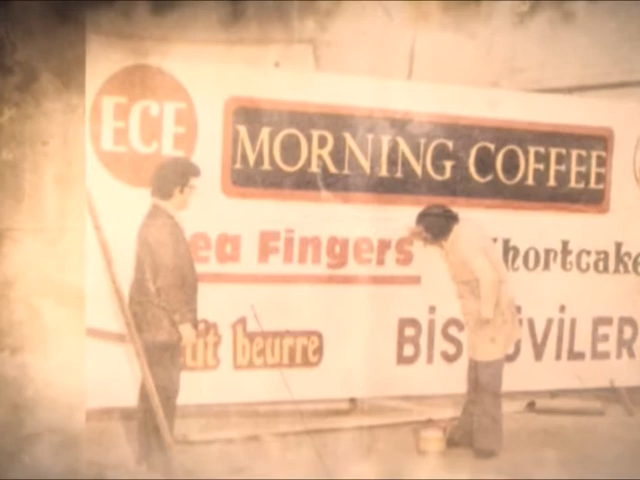 ECE
MORNING COFFEE
ea Fingers
hortcake
tit beurre
BİS ÜVİLER